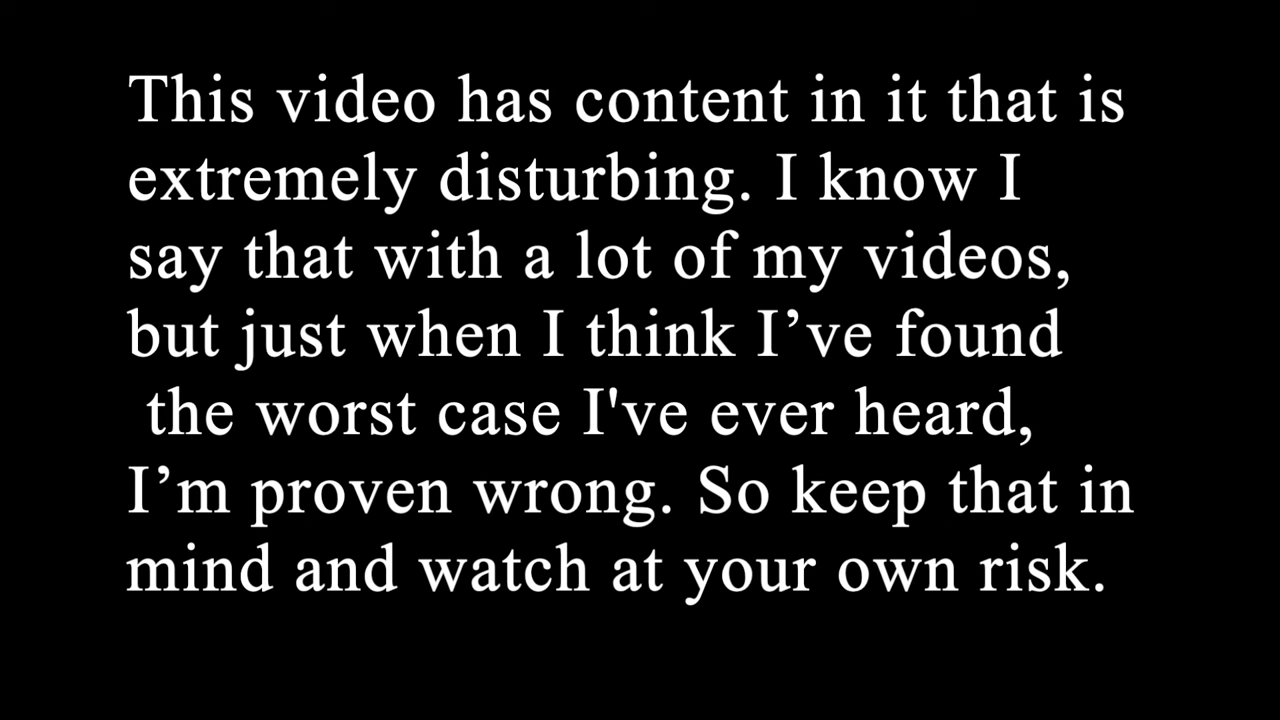 This video has content in it that is
extremely disturbing. I know I
say that with a lot of my videos,
but just when I think I’ve found
the worst case I've ever heard,
I’m proven wrong. So keep that in
mind and watch at your own risk.